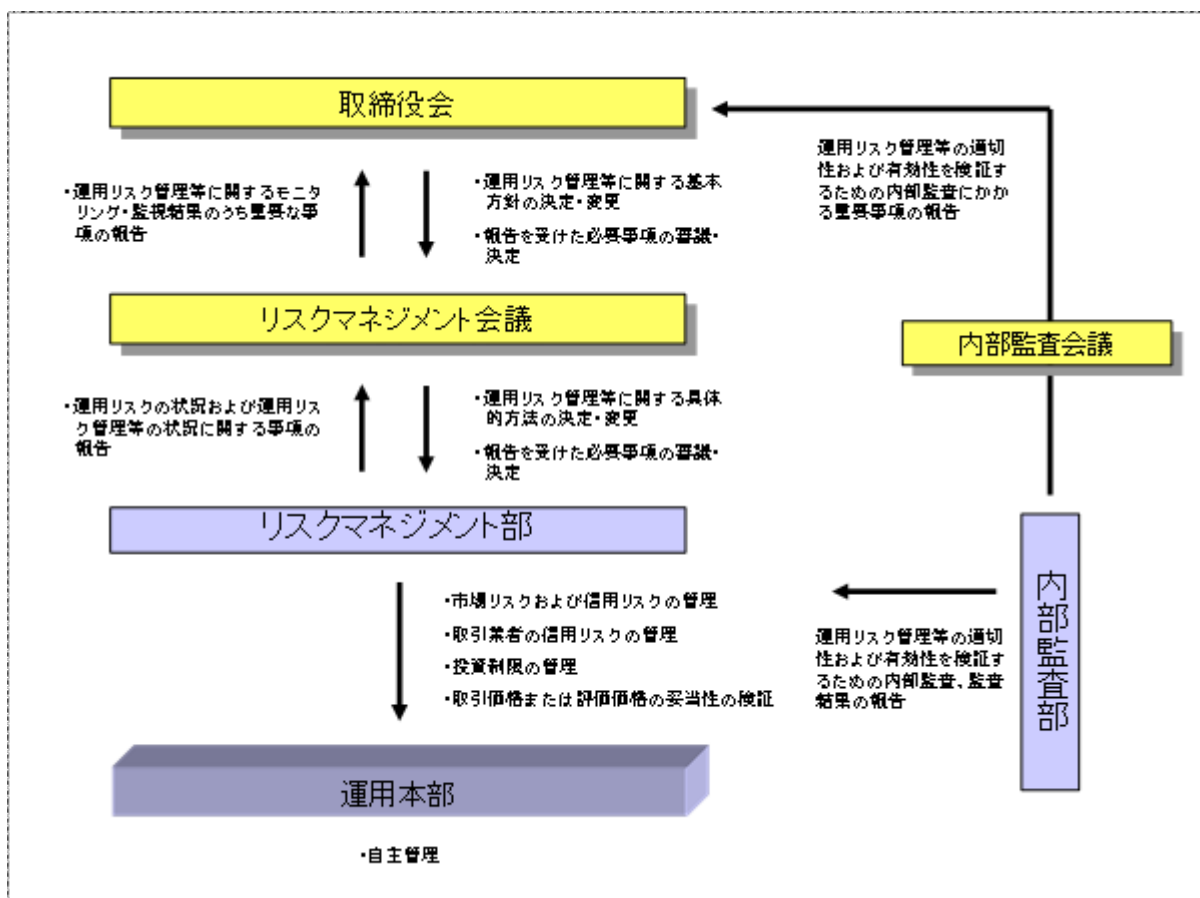 取締役会
・運用リスク管理等に関するモニ
タリング・監視結果のうち重要な事
項の報告
・運用リスク管理等に関する基本
方針の決定・変更
・報告を受けた必要事項の審議・
決定
運用リスク管理等の適切
性および有効性を検証す
るための内部監査にかか
る重要事項の報告
リスクマネジメント会議
内部監査会議
・運用リスクの状況および運用リス
ク管理等の状況に関する事項の
報告
・運用リスク管理等に関する具体
的方法の決定・変更
・報告を受けた必要事項の審議・
決定
リスクマネジメント部
内部監査部
・市場リスクおよび信用リスクの管理
・取引業者の信用リスクの管理
・投資制限の管理
・取引価格または評価価格の妥当性の検証
運用リスク管理等の適切
性および有効性を検証す
るための内部監査、監査
結果の報告
運用本部
・自主管理